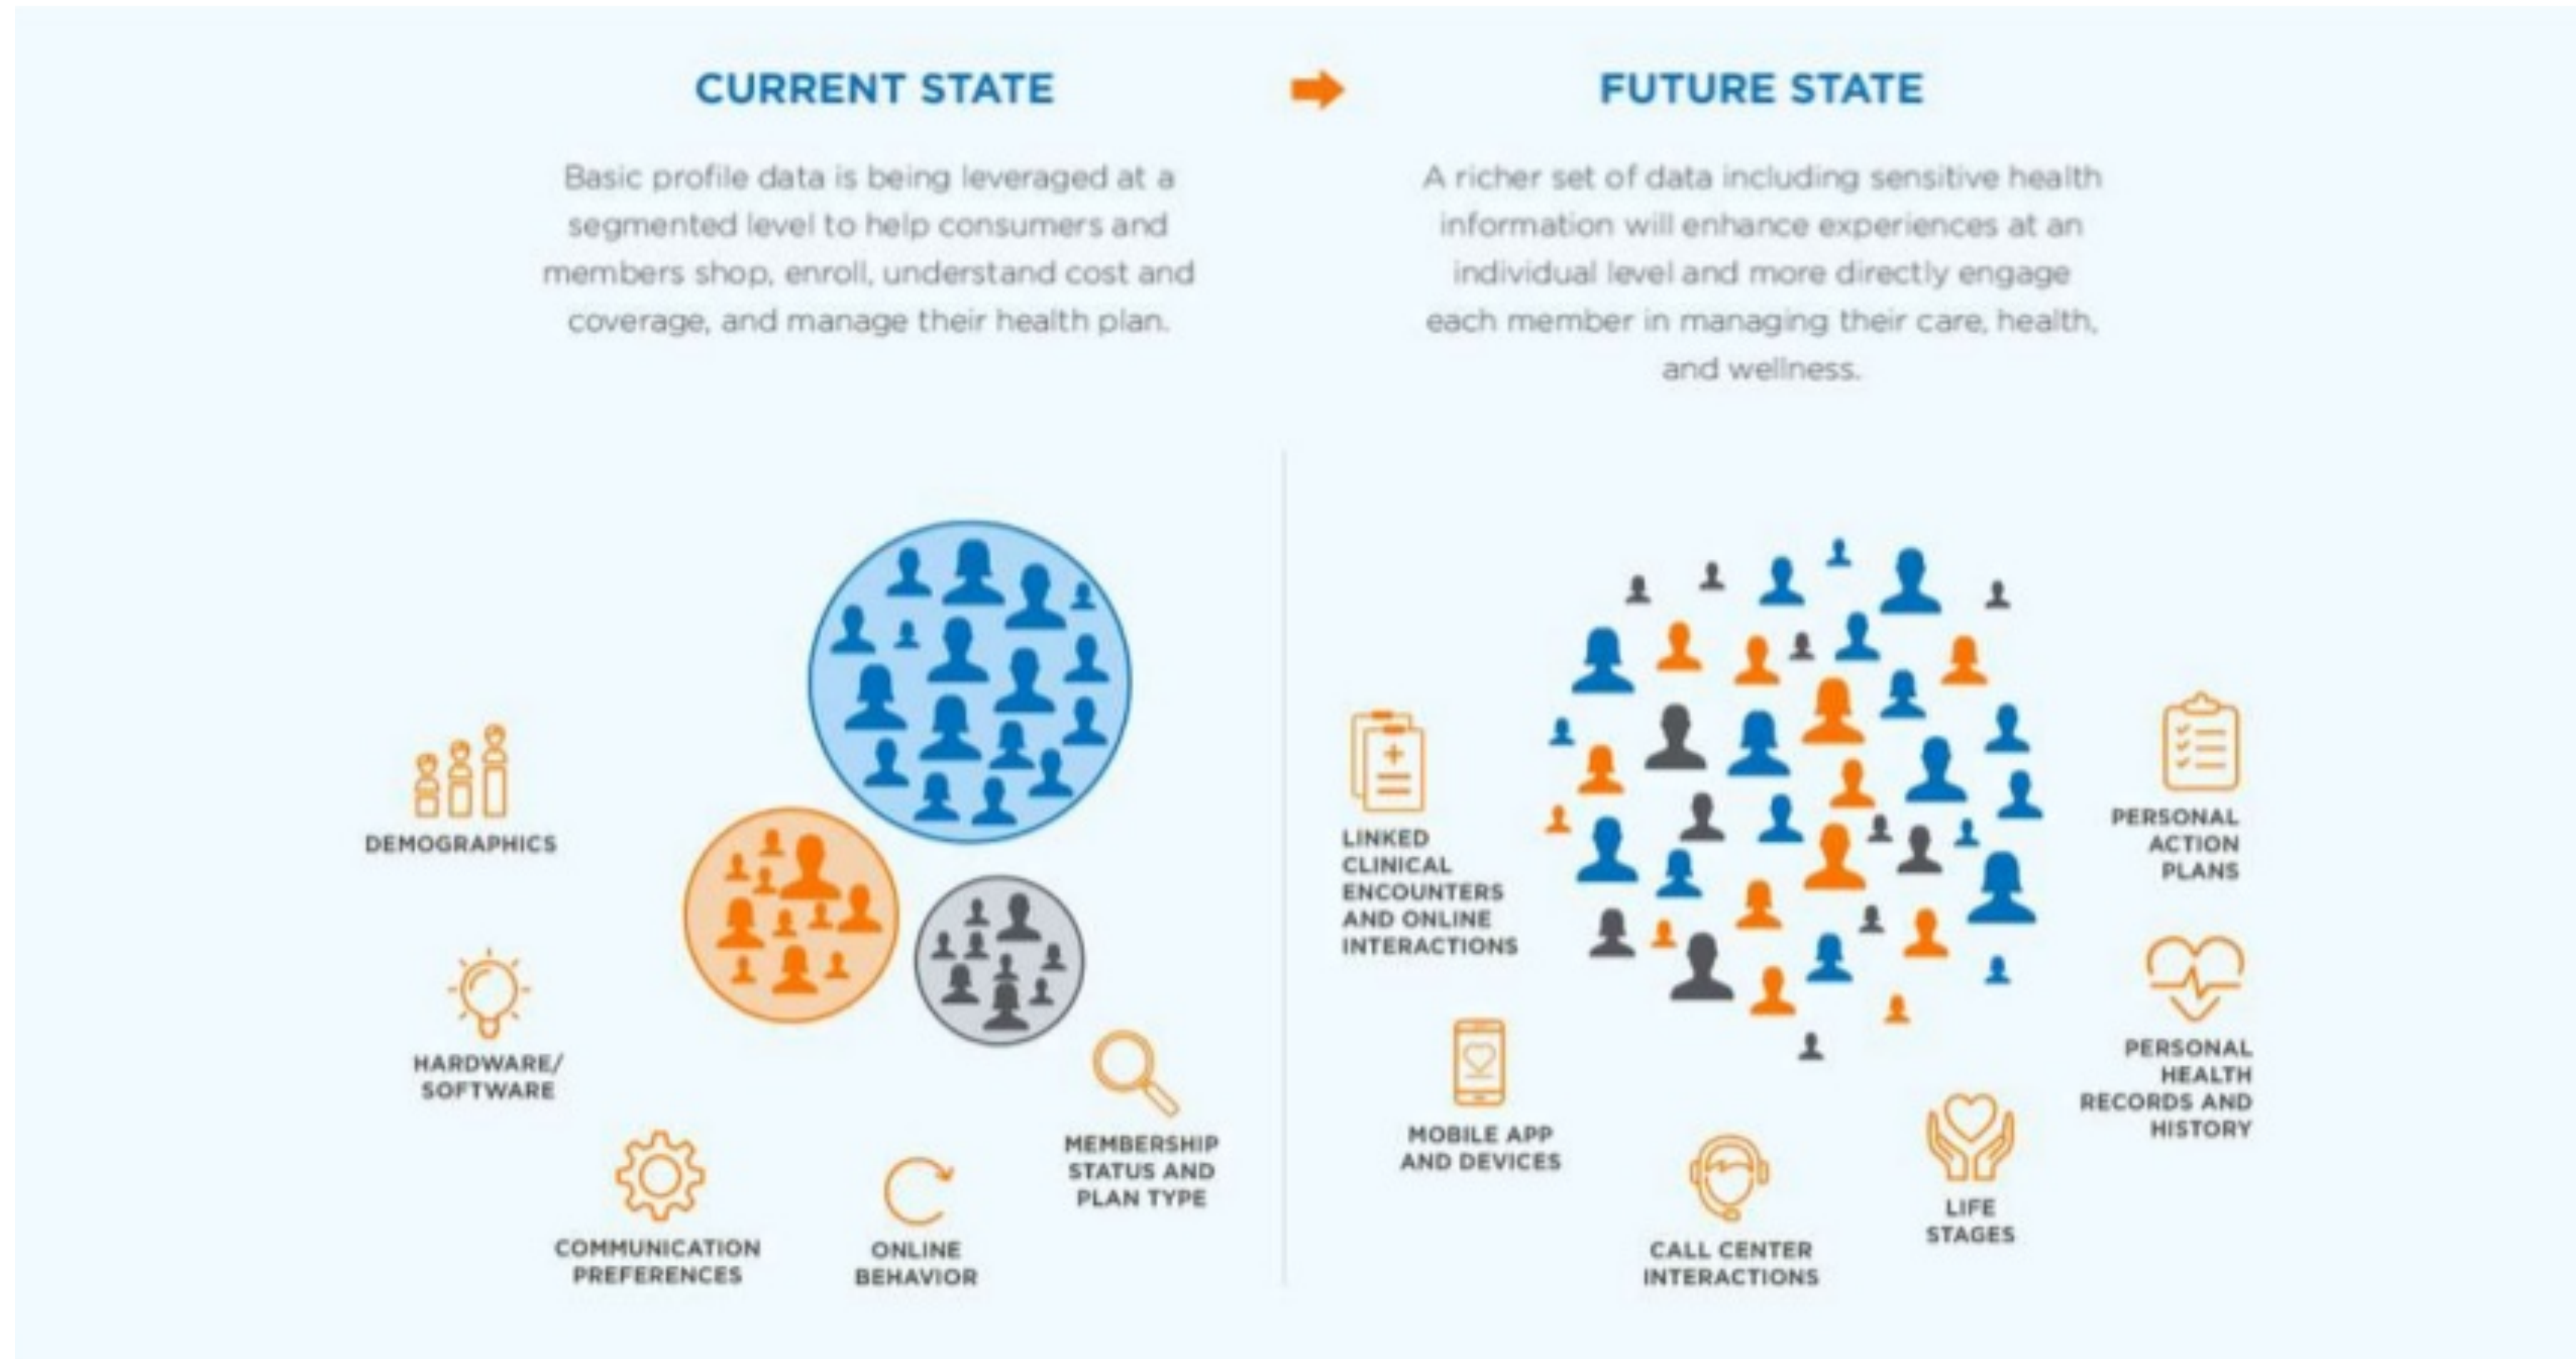 CURRENT STATE
Basic profile data is being leveraged at a
segmented level to help consumers and
members shop, enroll, understand cost and
coverage, and manage their health plan.
DEMOGRAPHICS
HARDWARE/
SOFTWARE
COMMUNICATION
PREFERENCES
ONLINE
BEHAVIOR
MEMBERSHIP
STATUS AND
PLAN TYPE
FUTURE STATE
A richer set of data including sensitive health
information will enhance experiences at an
individual level and more directly engage
each member in managing their care, health,
and wellness.
LINKED
CLINICAL
ENCOUNTERS
AND ONLINE
INTERACTIONS
MOBILE APP
AND DEVICES
CALL CENTER
INTERACTIONS
LIFE
STAGES
PERSONAL
HEALTH
RECORDS AND
HISTORY
PERSONAL
ACTION
PLANS